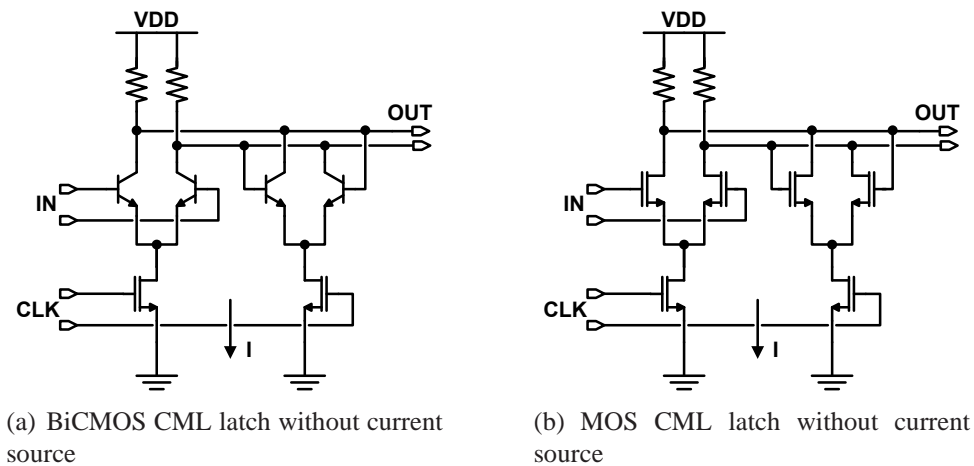 VDD
OUT
IN
CLK
I
(a) BiCMOS CML latch without current
source
VDD
OUT
IN
CLK
I
(b) MOS CML latch without current
source